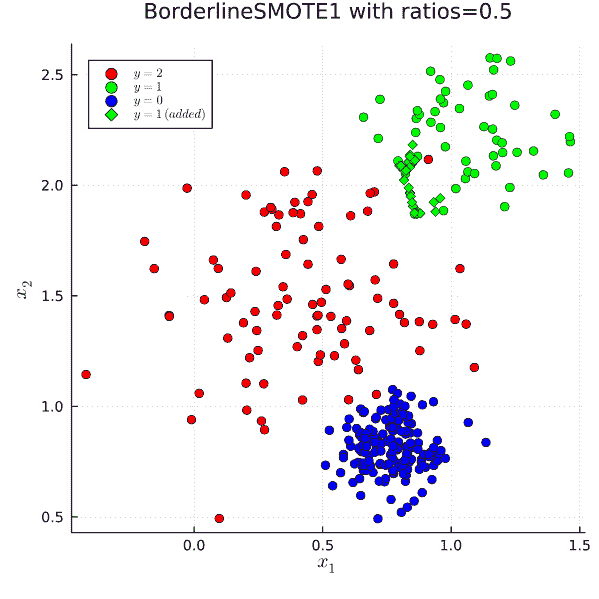 BorderlineSMOTE1 with ratios=0.5
y = 2
y = 1
y = 0
y = 1 (added)
2.5
2.0
1.5
1.0
0.5
x₂
0.0 0.5 1.0 1.5
x₁